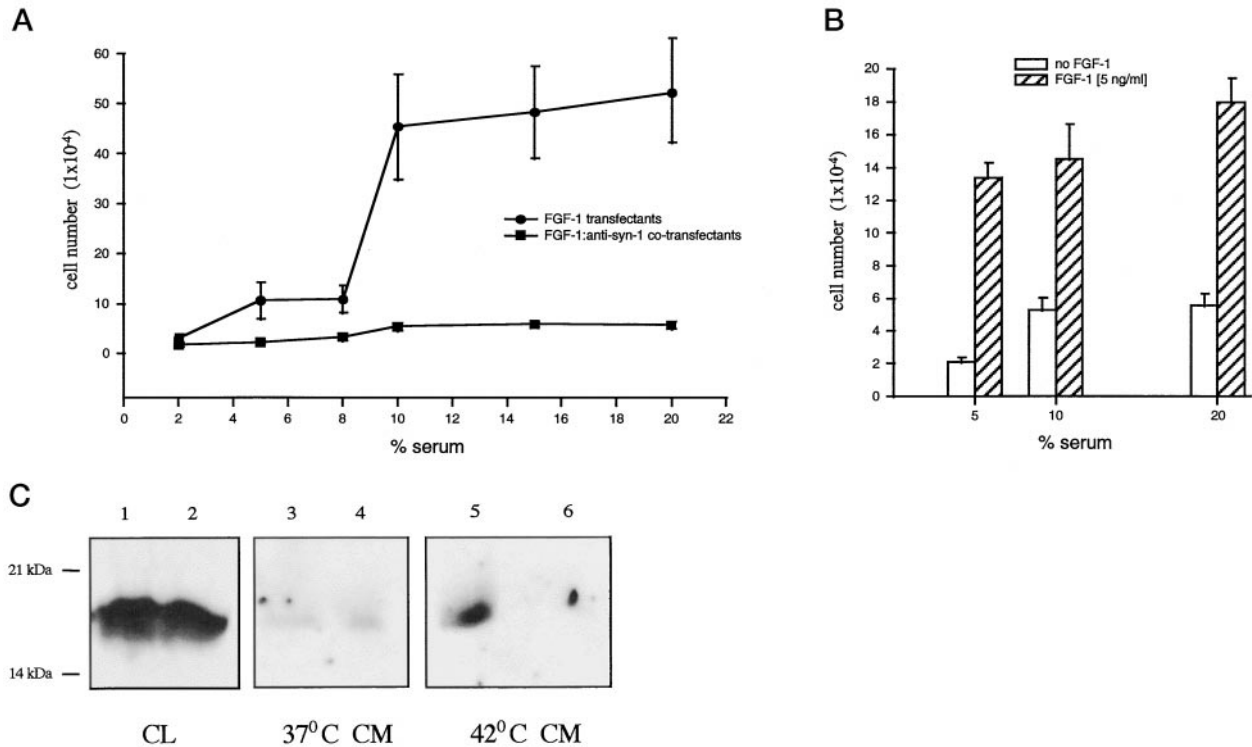 A
60
50
40
30
20
10
0
cell number (1x10⁻⁴)
FGF-1 transfectants
FGF-1:anti-syn-1 co-transfectants
0 2 4 6 8 10 12 14 16 18 20 22
% serum
B
20
18
16
14
12
10
8
6
4
2
0
cell number (1x10⁻⁴)
no FGF-1
FGF-1 [5 ng/ml]
5 10 20
% serum
C
1 2 3 4 5 6
21 kDa
14 kDa
CL 37⁰C CM 42⁰C CM